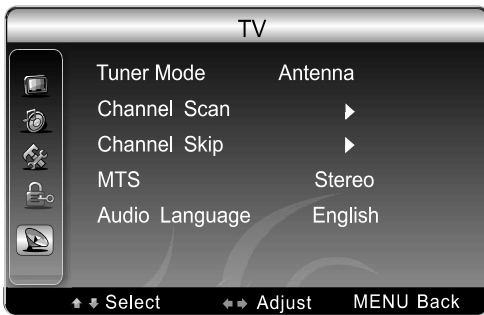 TV
Tuner Mode Antenna
Channel Scan
Channel Skip
MTS Stereo
Audio Language English
Select Adjust MENU Back